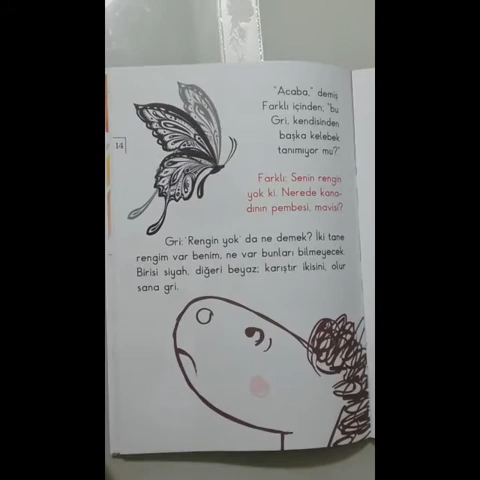 "Acaba," demiş
Farklı içinden; "bu
Gri, kendisinden
başka kelebek
tanımıyor mu?"
14
Farklı: Senin rengin
yok ki. Nerede kana-
dının pembesi, mavisi?
Gri: 'Rengin yok' da ne demek? İki tane
rengim var benim, ne var bunları bilmeyecek.
Birisi siyah, diğeri beyaz; karıştır ikisini, olur
sana gri.